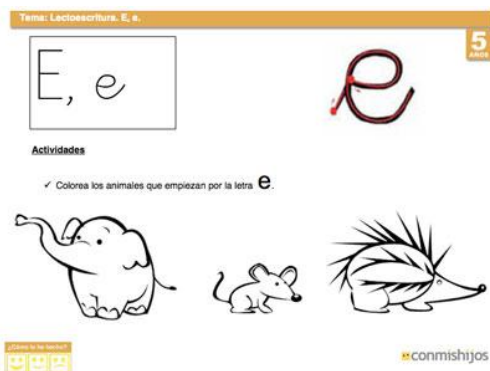 Tema: Lectoescritura. E, e.
5
AÑOS
E, e
e
Actividades
✓ Colorea los animales que empiezan por la letra e.
¿Cómo lo he hecho?
conmishijos